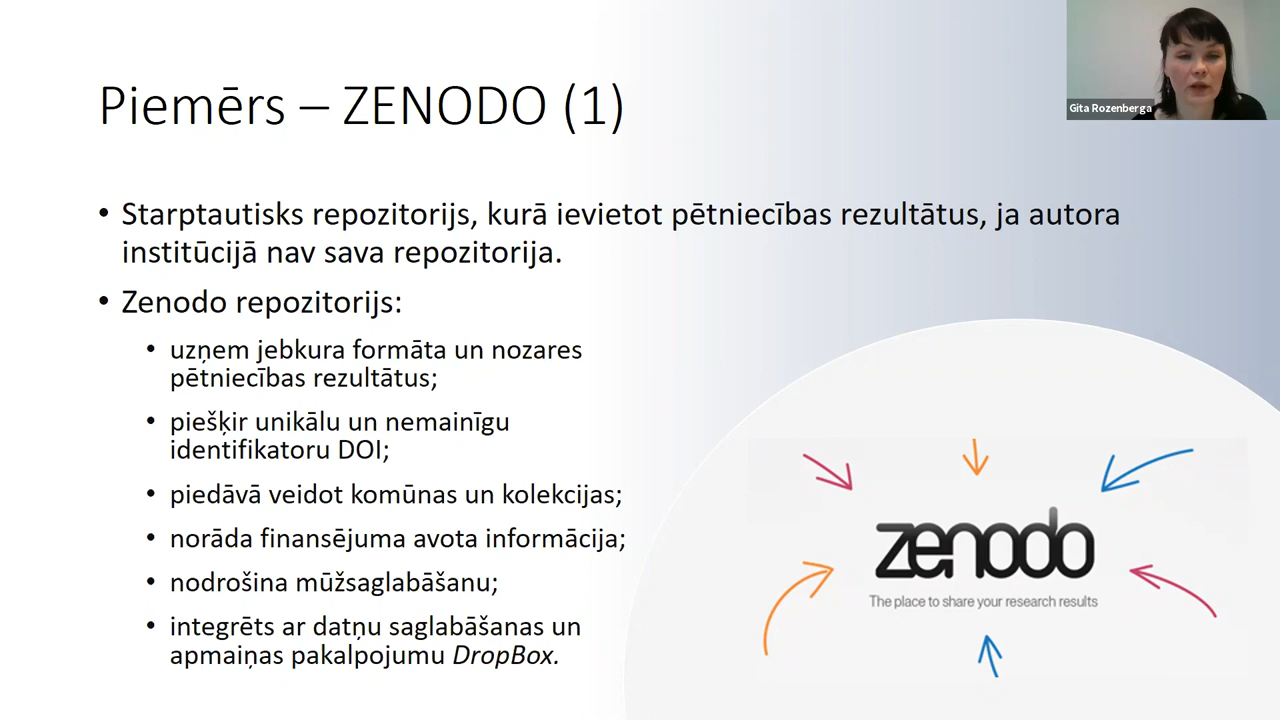 Piemērs – ZENODO (1)
Gita Rozenberga
• Starptautisks repozitorijs, kurā ievietot pētniecības rezultātus, ja autora
institūcijā nav sava repozitorija.
• Zenodo repozitorijs:
• uzņem jebkura formāta un nozares
pētniecības rezultātus;
• piešķir unikālu un nemainīgu
identifikatoru DOI;
• piedāvā veidot komūnas un kolekcijas;
• norāda finansējuma avota informācija;
• nodrošina mūžsaglabāšanu;
• integrēts ar datņu saglabāšanas un
apmaiņas pakalpojumu DropBox.
zenodo
The place to share your research results